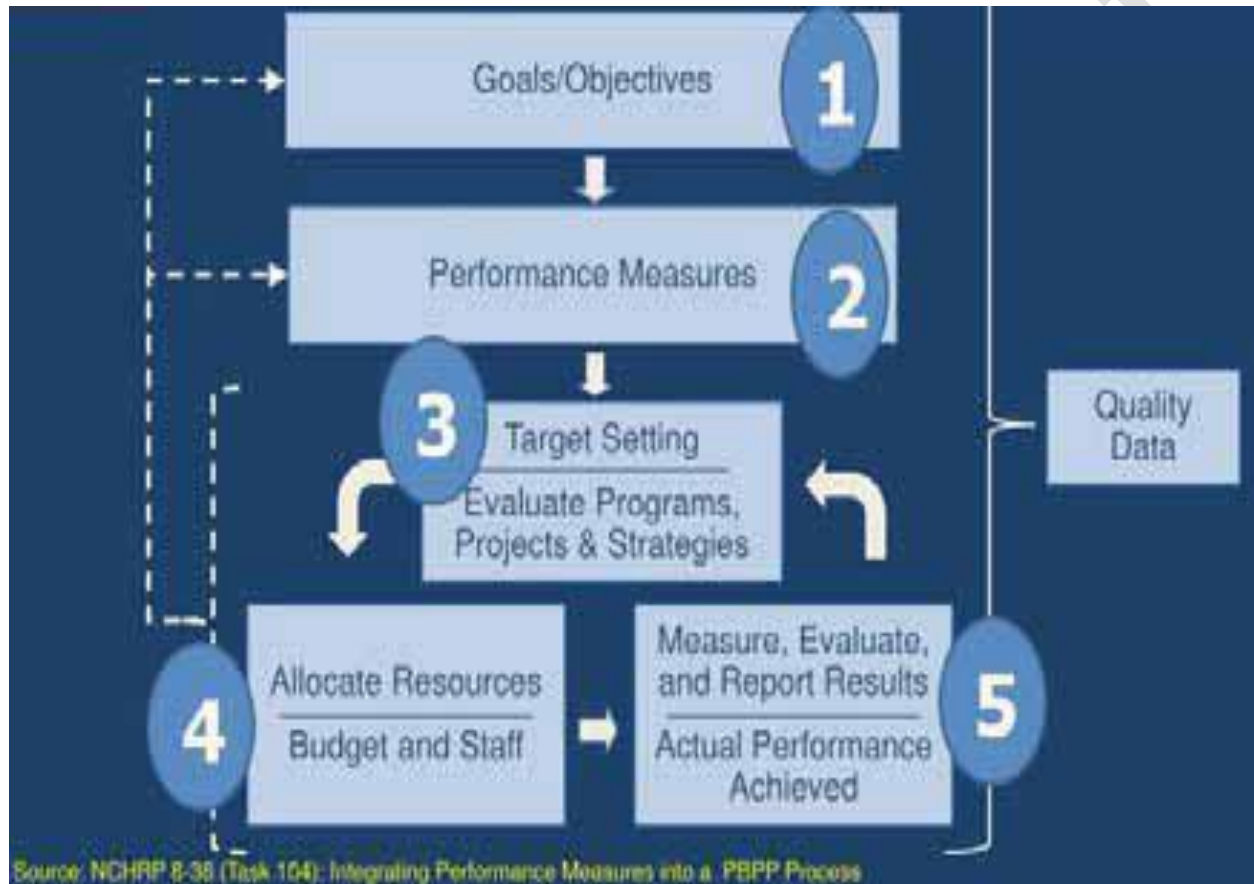 Goals/Objectives
1
Performance Measures
2
3
Target Setting
Evaluate Programs,
Projects & Strategies
Quality
Data
4
Allocate Resources
Budget and Staff
Measure, Evaluate,
and Report Results
Actual Performance
Achieved
5
Source: NCHRP 8-36 (Task 104): Integrating Performance Measures into a PBPP Process